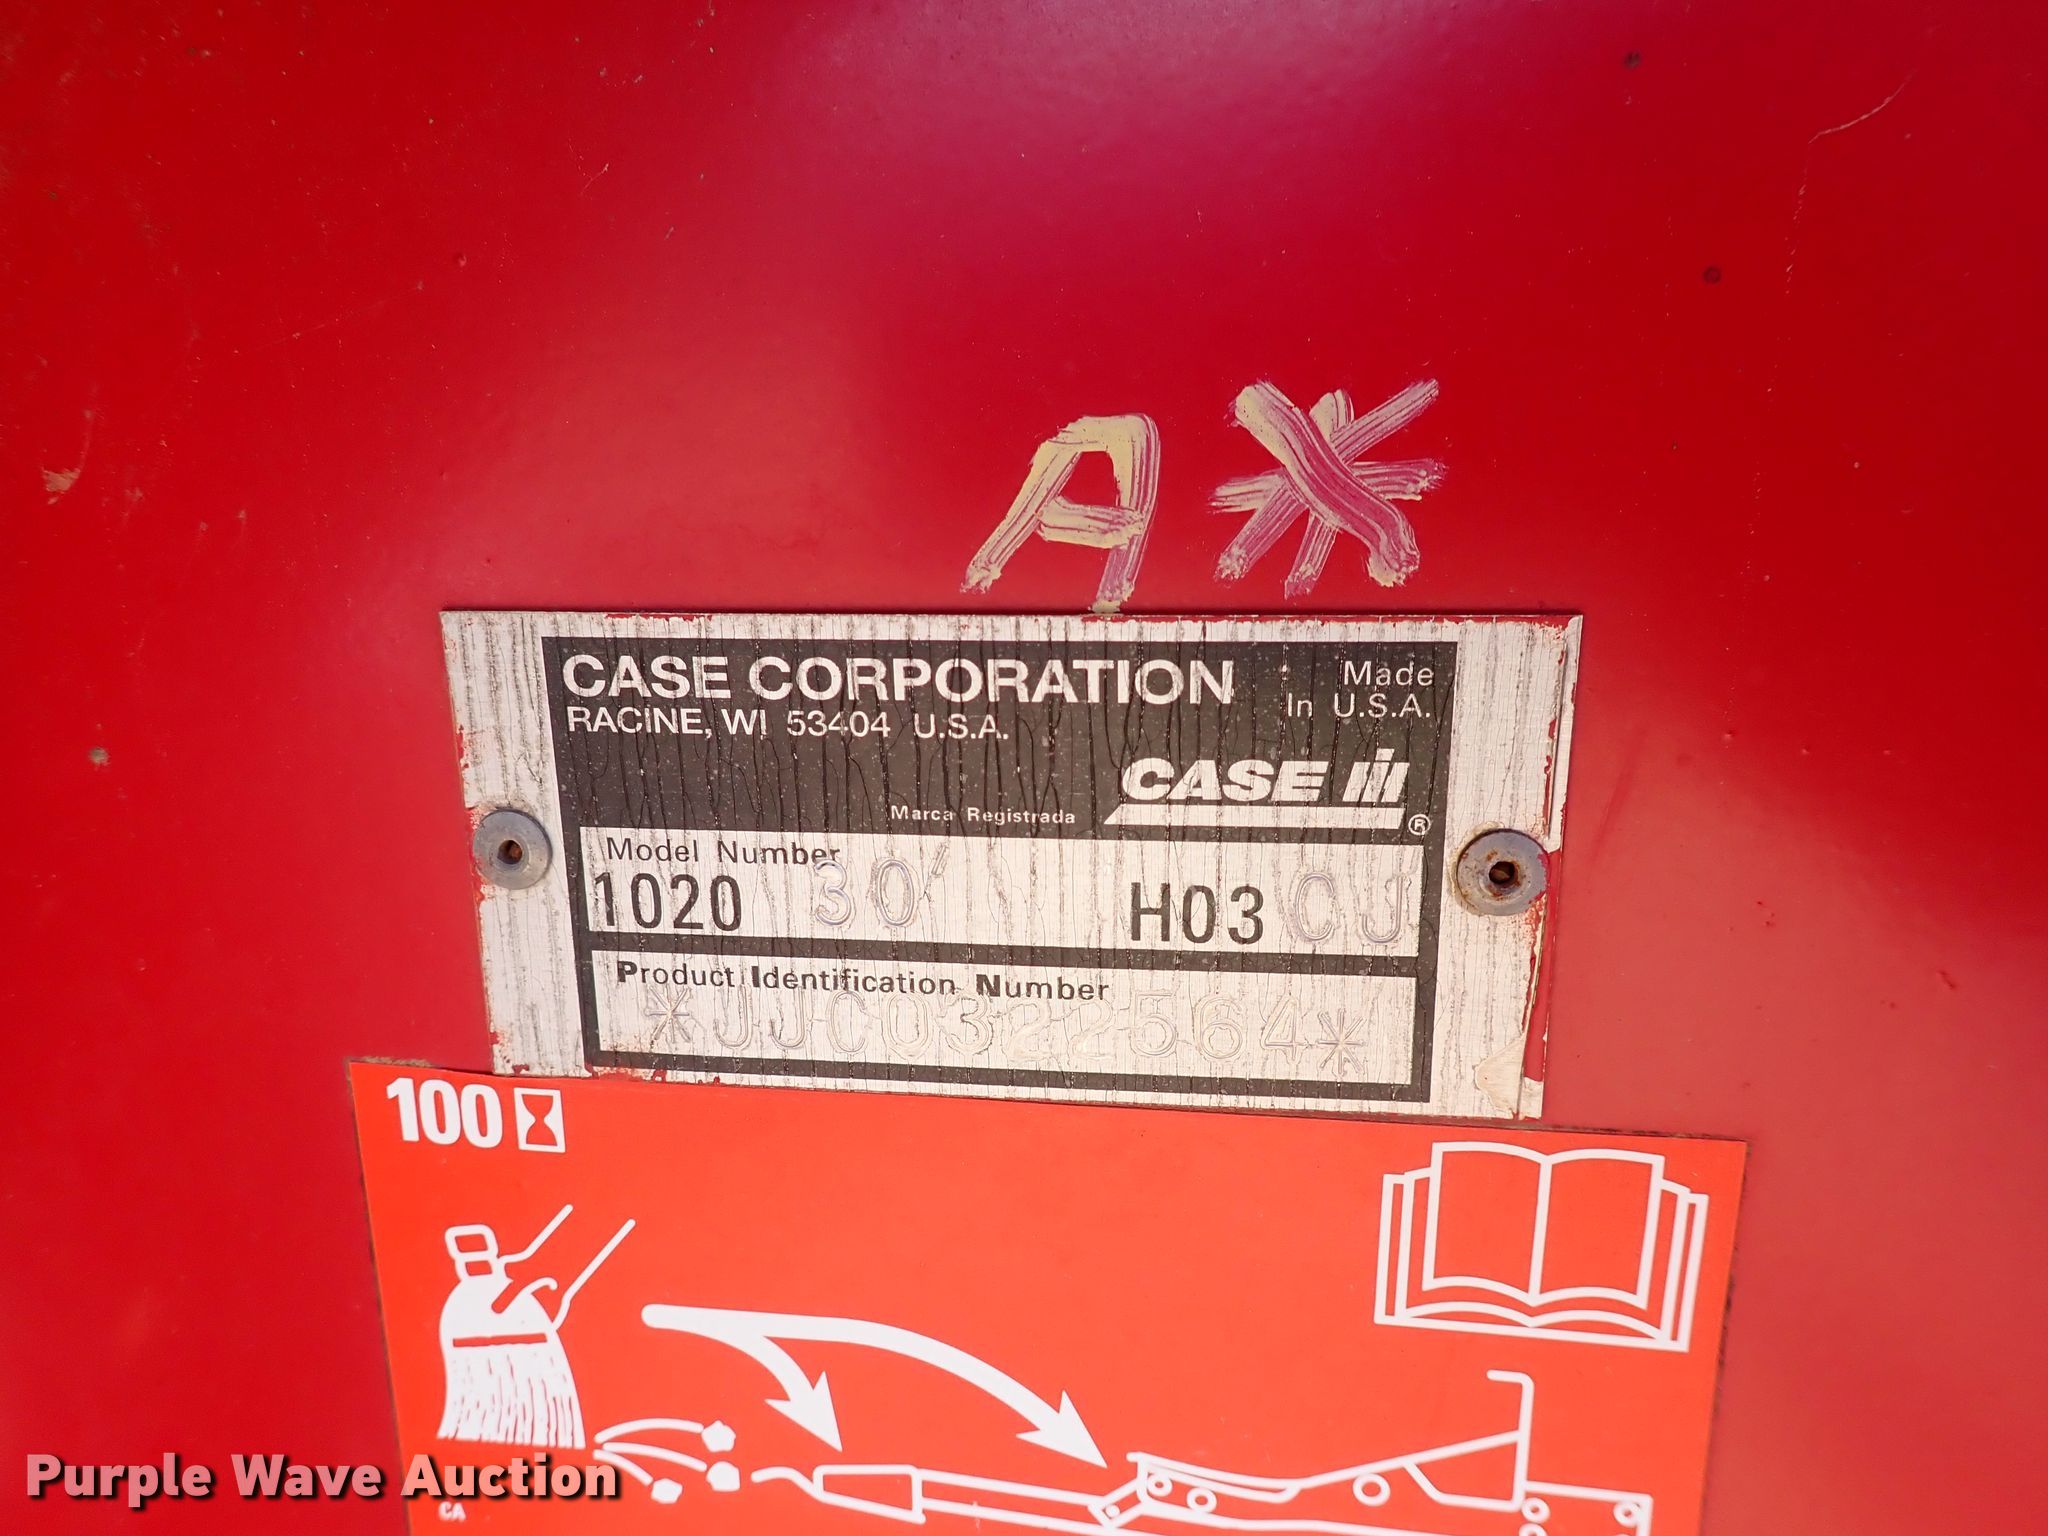 A*
CASE CORPORATION
RACINE, WI 53404 U.S.A.
Made
In U.S.A.
CASE IH
Marca Registrada ®
Model Number
1020 30' H03 CJ
Product Identification Number
*JJC0322564*
100
CA
Purple Wave Auction